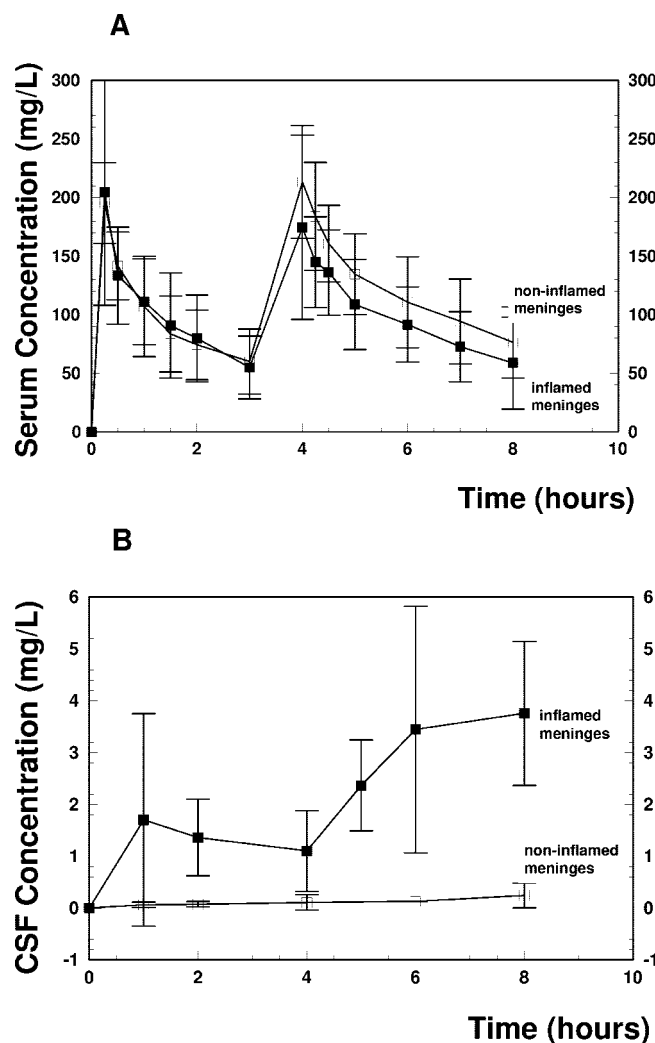 A
Serum Concentration (mg/L)
300 300
250 250
200 200
150 150
100 100
50 50
0 0
non-inflamed
meninges
inflamed
meninges
0 2 4 6 8 10
Time (hours)
B
CSF Concentration (mg/L)
6 6
5 5
4 4
3 3
2 2
1 1
0 0
-1 -1
inflamed
meninges
non-inflamed
meninges
0 2 4 6 8 10
Time (hours)